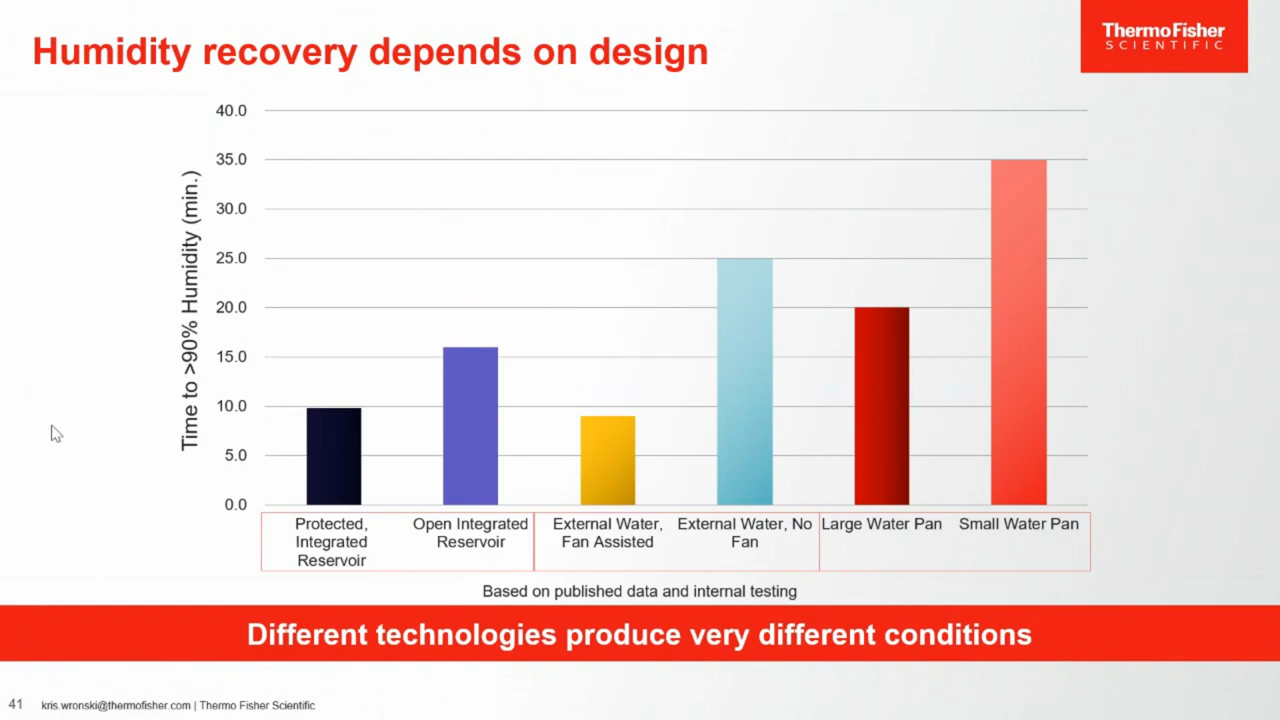 Humidity recovery depends on design
ThermoFisher
SCIENTIFIC
Time to >90% Humidity (min.)
40.0
35.0
30.0
25.0
20.0
15.0
10.0
5.0
0.0
Protected,
Integrated
Reservoir
Open Integrated
Reservoir
External Water,
Fan Assisted
External Water, No
Fan
Large Water Pan
Small Water Pan
Based on published data and internal testing
Different technologies produce very different conditions
41 kris.wronski@thermofisher.com | Thermo Fisher Scientific